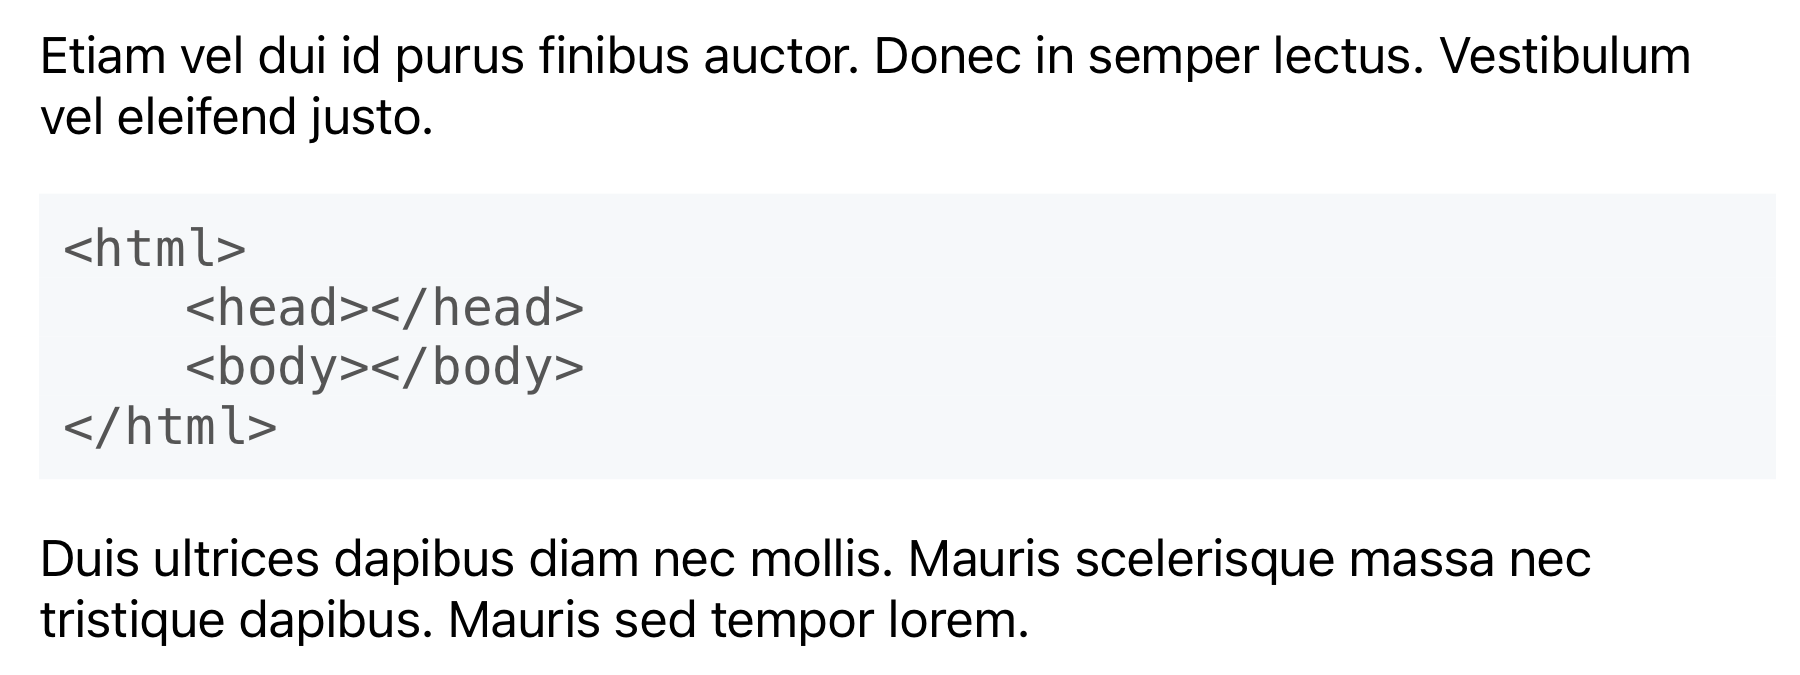 Etiam vel dui id purus finibus auctor. Donec in semper lectus. Vestibulum
vel eleifend justo.
<html>
    <head></head>
    <body></body>
</html>
Duis ultrices dapibus diam nec mollis. Mauris scelerisque massa nec
tristique dapibus. Mauris sed tempor lorem.